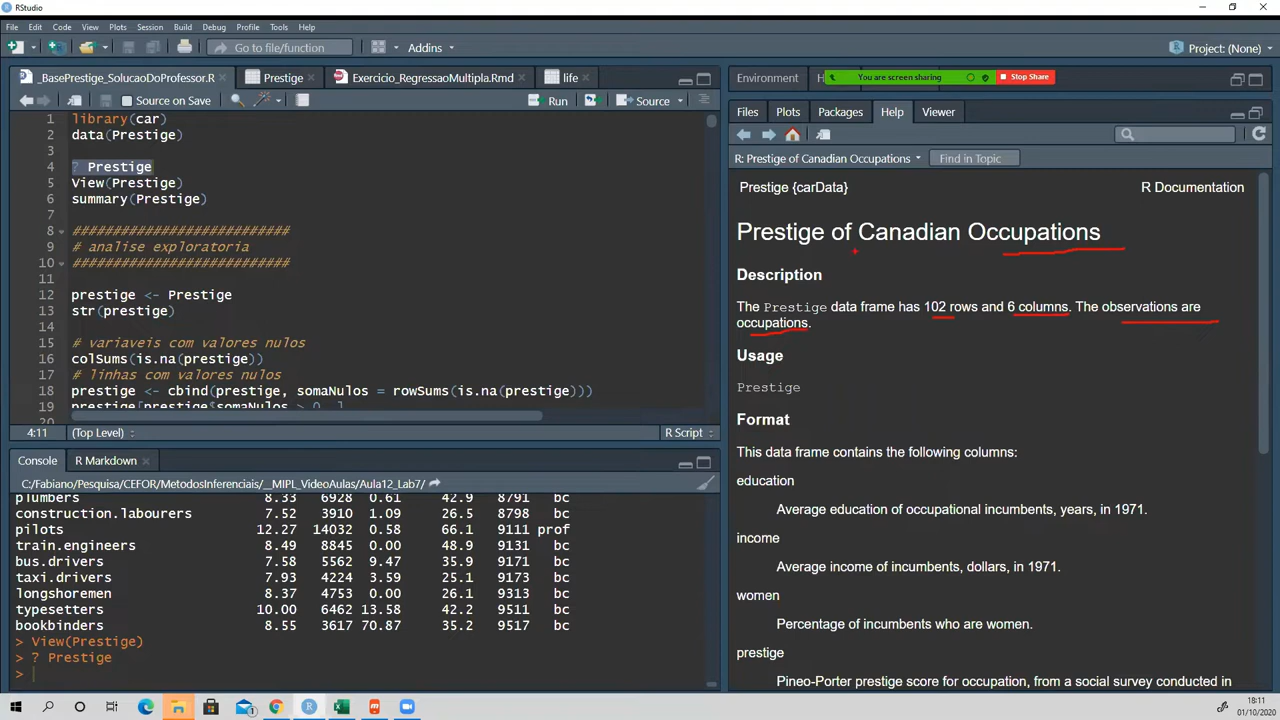 RStudio
File Edit Code View Plots Session Build Debug Profile Tools Help
Go to file/function Addins Project: (None)
_BasePrestige_SolucaoDoProfessor.R Prestige Exercicio_RegressaoMultipla.Rmd life
Source on Save Run Source
1 library(car)
2 data(Prestige)
3
4 ? Prestige
5 View(Prestige)
6 summary(Prestige)
7
8 ##########################
9 # analise exploratoria
10 ##########################
11
12 prestige <- Prestige
13 str(prestige)
14
15 # variaveis com valores nulos
16 colSums(is.na(prestige))
17 # linhas com valores nulos
18 prestige <- cbind(prestige, somaNulos = rowSums(is.na(prestige)))
19 prestige[prestige$somaNulos > 0, ]
20
4:11 (Top Level) R Script
Console R Markdown
C:/Fabiano/Pesquisa/CEFOR/MetodosInferenciais/__MIPL_VideoAulas/Aula12_Lab7/
plumbers 8.33 6928 0.61 42.9 8791 bc
construction.labourers 7.52 3910 1.09 26.5 8798 bc
pilots 12.27 14032 0.58 66.1 9111 prof
train.engineers 8.49 8845 0.00 48.9 9131 bc
bus.drivers 7.58 5562 9.47 35.9 9171 bc
taxi.drivers 7.93 4224 3.59 25.1 9173 bc
longshoremen 8.37 4753 0.00 26.1 9313 bc
typesetters 10.00 6462 13.58 42.2 9511 bc
bookbinders 8.55 3617 70.87 35.2 9517 bc
> View(Prestige)
> ? Prestige
>
Environment H You are screen sharing Stop Share
Files Plots Packages Help Viewer
R: Prestige of Canadian Occupations Find in Topic
Prestige {carData} R Documentation
Prestige of Canadian Occupations
Description
The Prestige data frame has 102 rows and 6 columns. The observations are
occupations.
Usage
Prestige
Format
This data frame contains the following columns:
education
Average education of occupational incumbents, years, in 1971.
income
Average income of incumbents, dollars, in 1971.
women
Percentage of incumbents who are women.
prestige
Pineo-Porter prestige score for occupation, from a social survey conducted in
18:11
01/10/2020